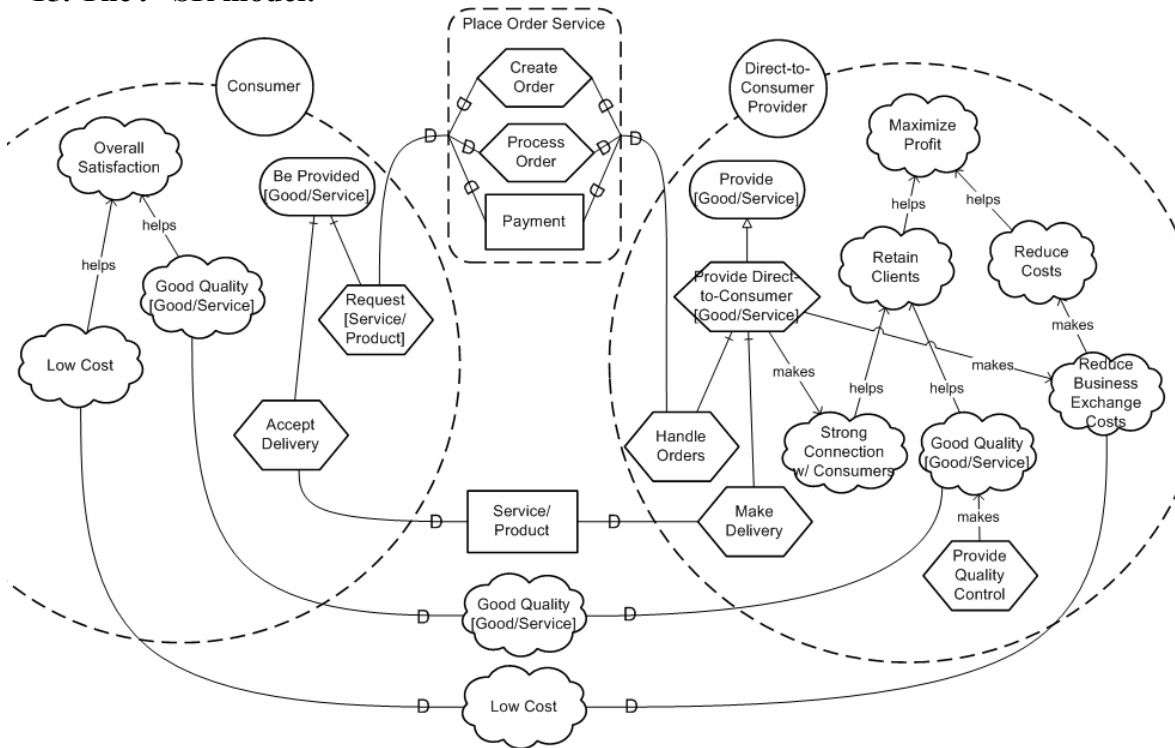 Place Order Service
Consumer
Create
Order
Process
Order
Payment
Direct-to-
Consumer
Provider
Overall
Satisfaction
helps
helps
Good Quality
[Good/Service]
Low Cost
Be Provided
[Good/Service]
Request
[Service/
Product]
Accept
Delivery
D
D
D
D
D
D
D
D
Provide
[Good/Service]
Provide Direct-
to-Consumer
[Good/Service]
Maximize
Profit
helps
helps
Retain
Clients
Reduce
Costs
makes
makes
makes
Reduce
Business
Exchange
Costs
helps
helps
Handle
Orders
Strong
Connection
w/ Consumers
Good Quality
[Good/Service]
makes
Make
Delivery
Provide
Quality
Control
D
Service/
Product
D
D
Good Quality
[Good/Service]
D
D
Low Cost
D